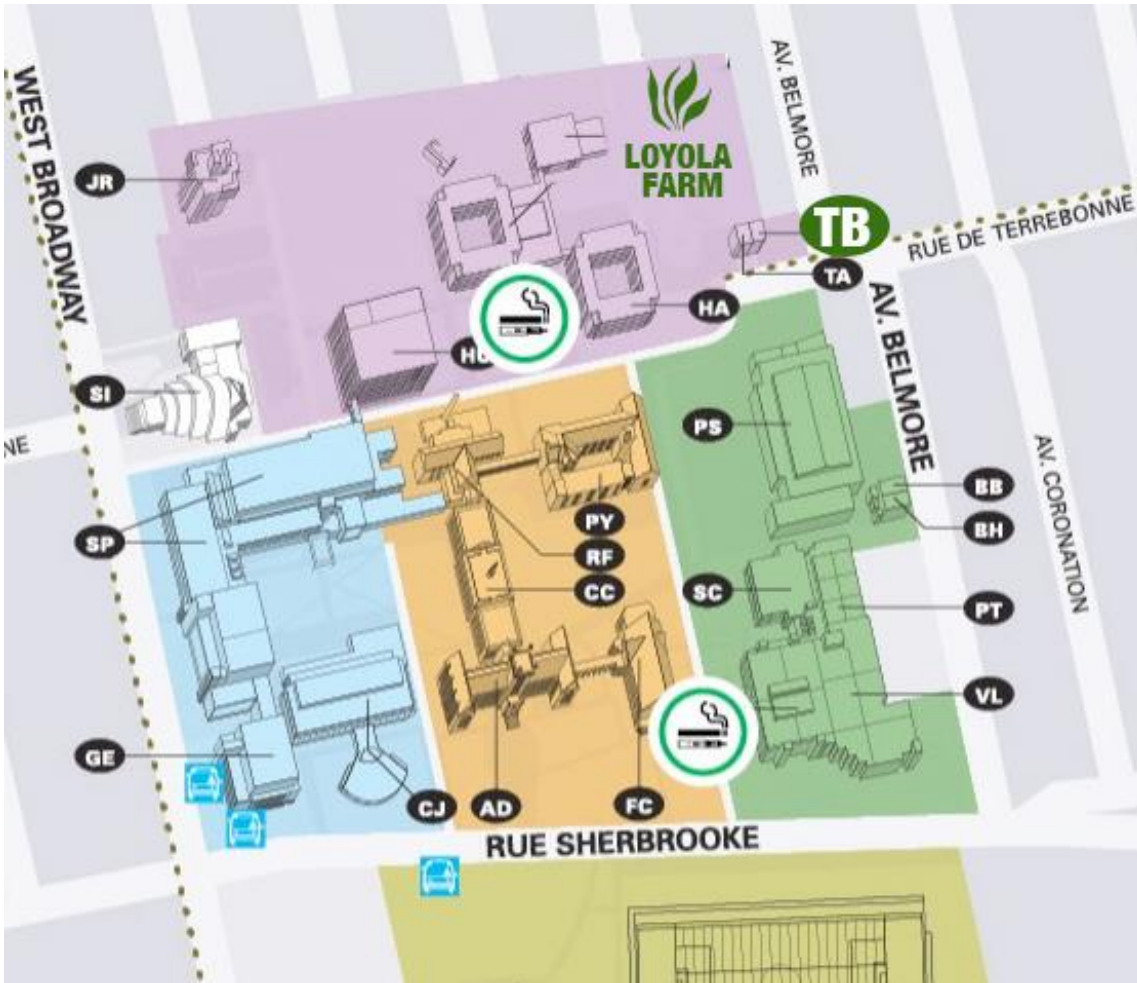 WEST BROADWAY
AV. BELMORE
LOYOLA
FARM
JR
TB
RUE DE TERREBONNE
TA
HA
AV. BELMORE
SI
NE
PS
AV. CORONATION
BB
BH
PY
SP
RF
CC
SC
PT
VL
GE
CJ
AD
FC
RUE SHERBROOKE